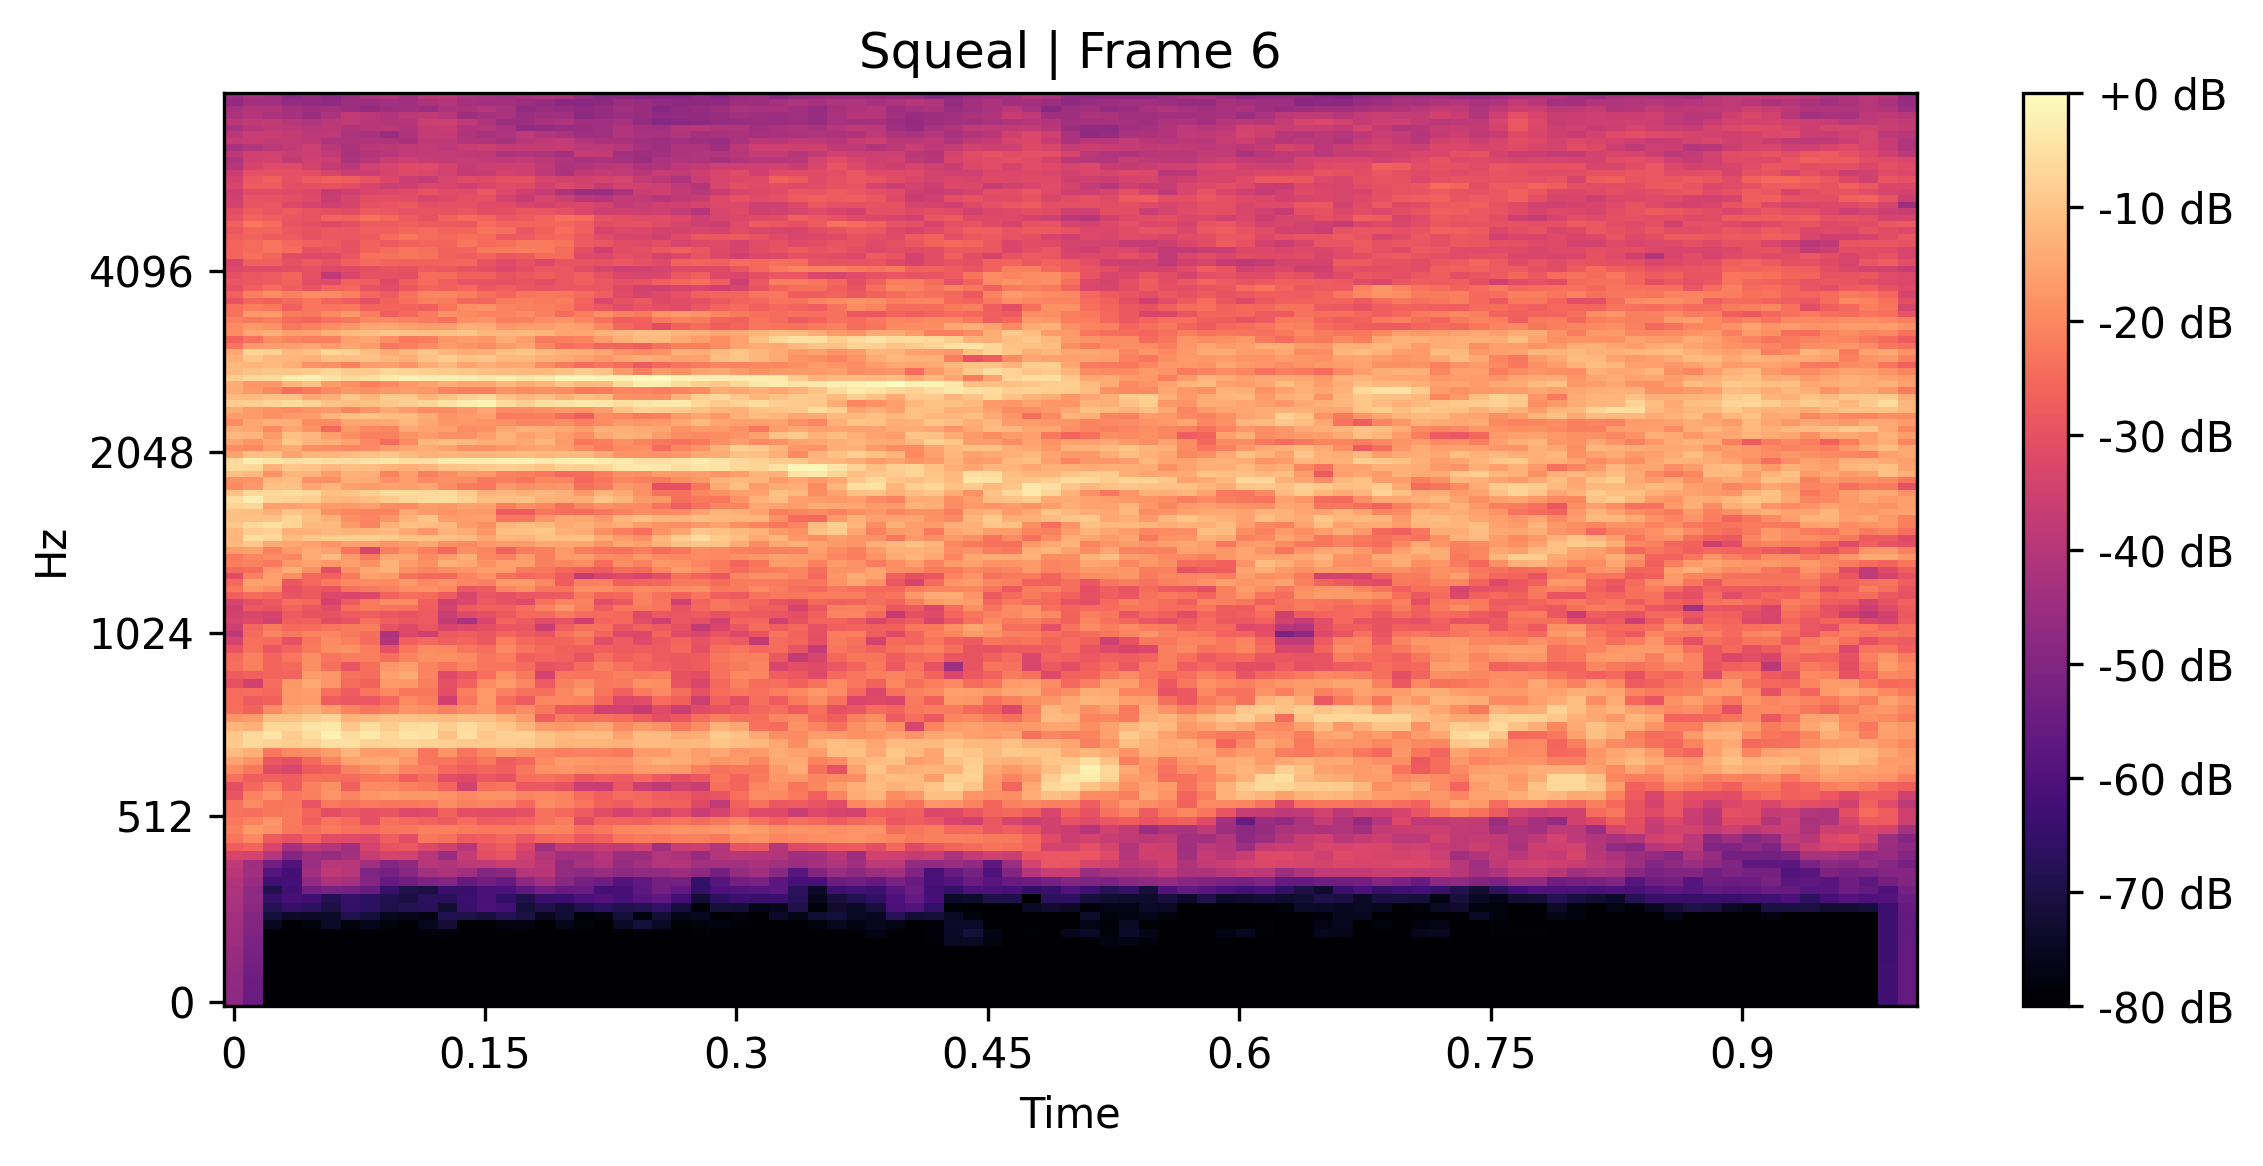 Squeal | Frame 6
+0 dB
-10 dB
-20 dB
-30 dB
-40 dB
-50 dB
-60 dB
-70 dB
-80 dB
Hz
4096
2048
1024
512
0
0 0.15 0.3 0.45 0.6 0.75 0.9
Time